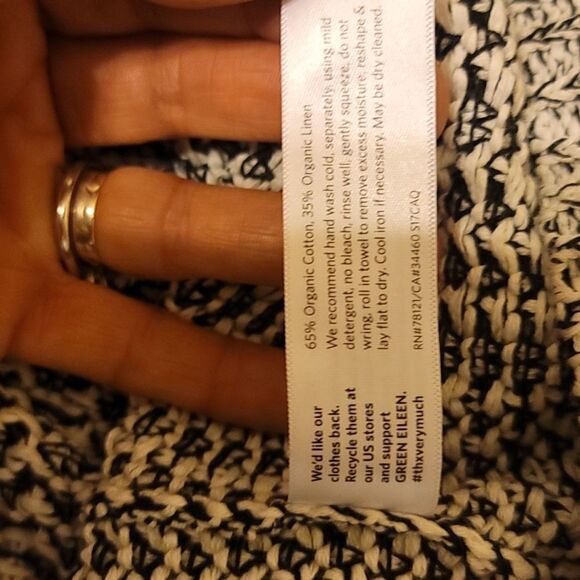 65% Organic Cotton, 35% Organic Linen
We recommend hand wash cold, separately, using mild
detergent, no bleach, rinse well, gently squeeze, do not
wring, roll in towel to remove excess moisture, reshape &
lay flat to dry. Cool iron if necessary. May be dry cleaned.
RN#78121/CA#34460 S17CAQ
We'd like our
clothes back.
Recycle them at
our US stores
and support
GREEN EILEEN.
#thxverymuch